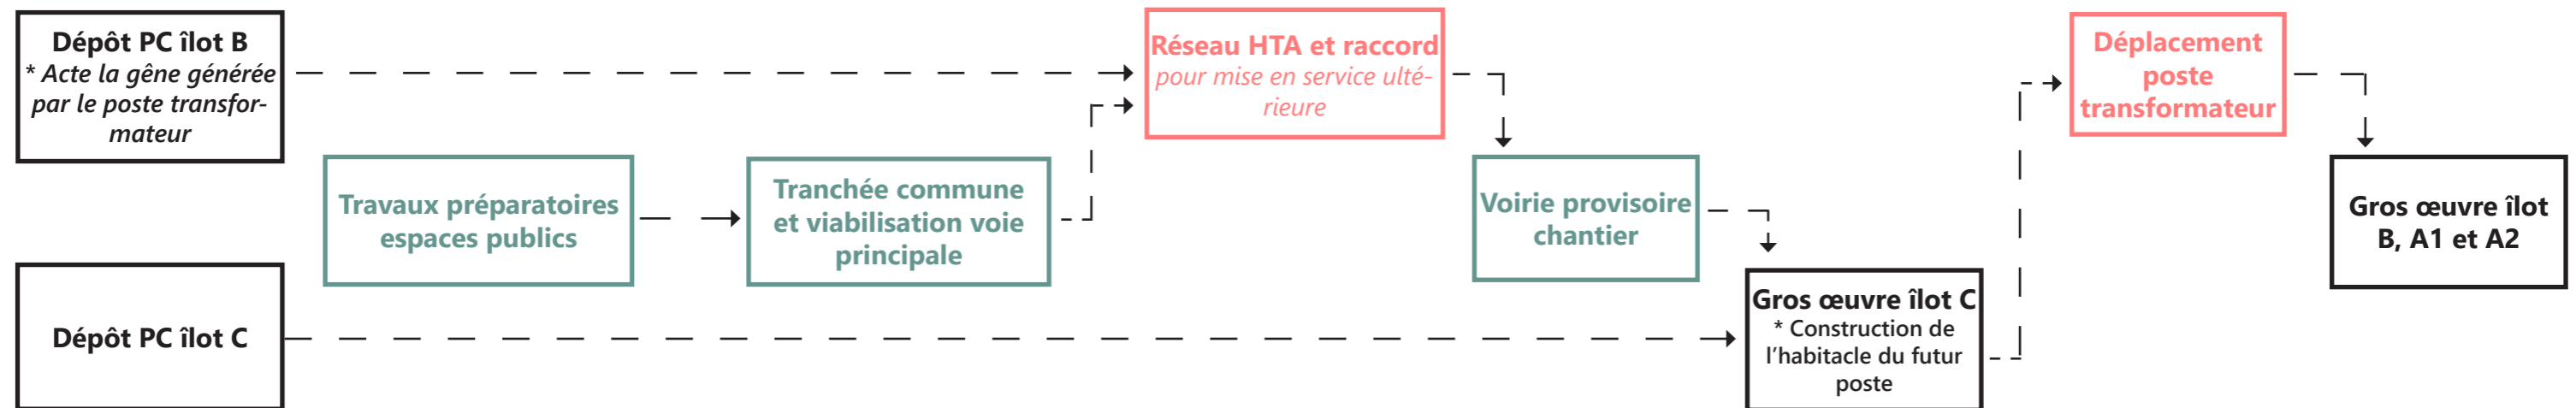 Dépôt PC îlot B
* Acte la gêne générée
par le poste transfor-
mateur
Travaux préparatoires
espaces publics
Tranchée commune
et viabilisation voie
principale
Réseau HTA et raccord
pour mise en service ulté-
rieure
Voirie provisoire
chantier
Dépôt PC îlot C
Gros œuvre îlot C
* Construction de
l'habitacle du futur
poste
Déplacement
poste
transformateur
Gros œuvre îlot
B, A1 et A2